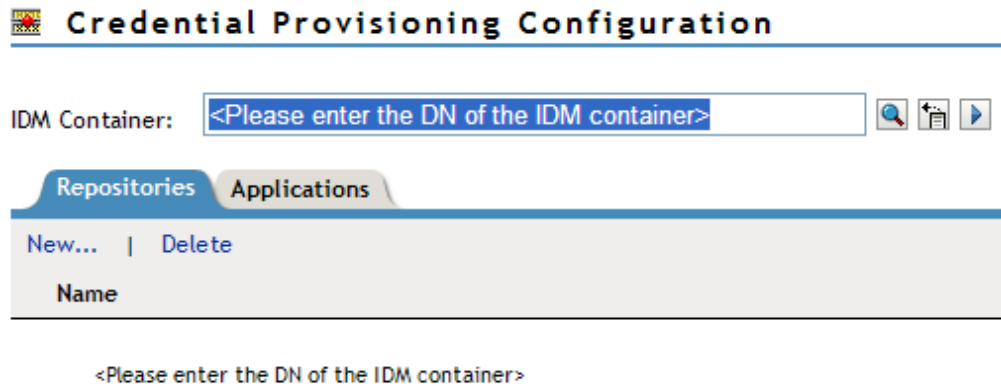 Credential Provisioning Configuration
IDM Container: <Please enter the DN of the IDM container>
Repositories Applications
New... | Delete
Name
<Please enter the DN of the IDM container>